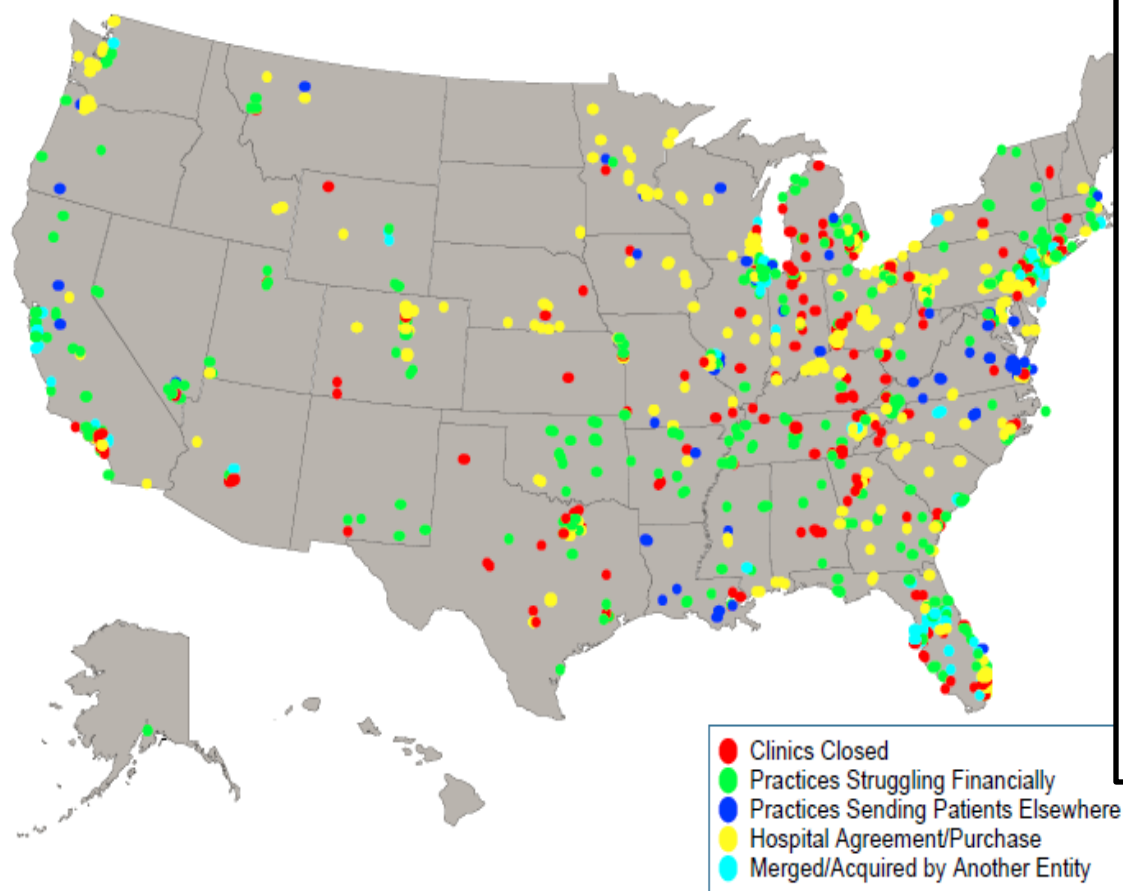 Clinics Closed
Practices Struggling Financially
Practices Sending Patients Elsewhere
Hospital Agreement/Purchase
Merged/Acquired by Another Entity